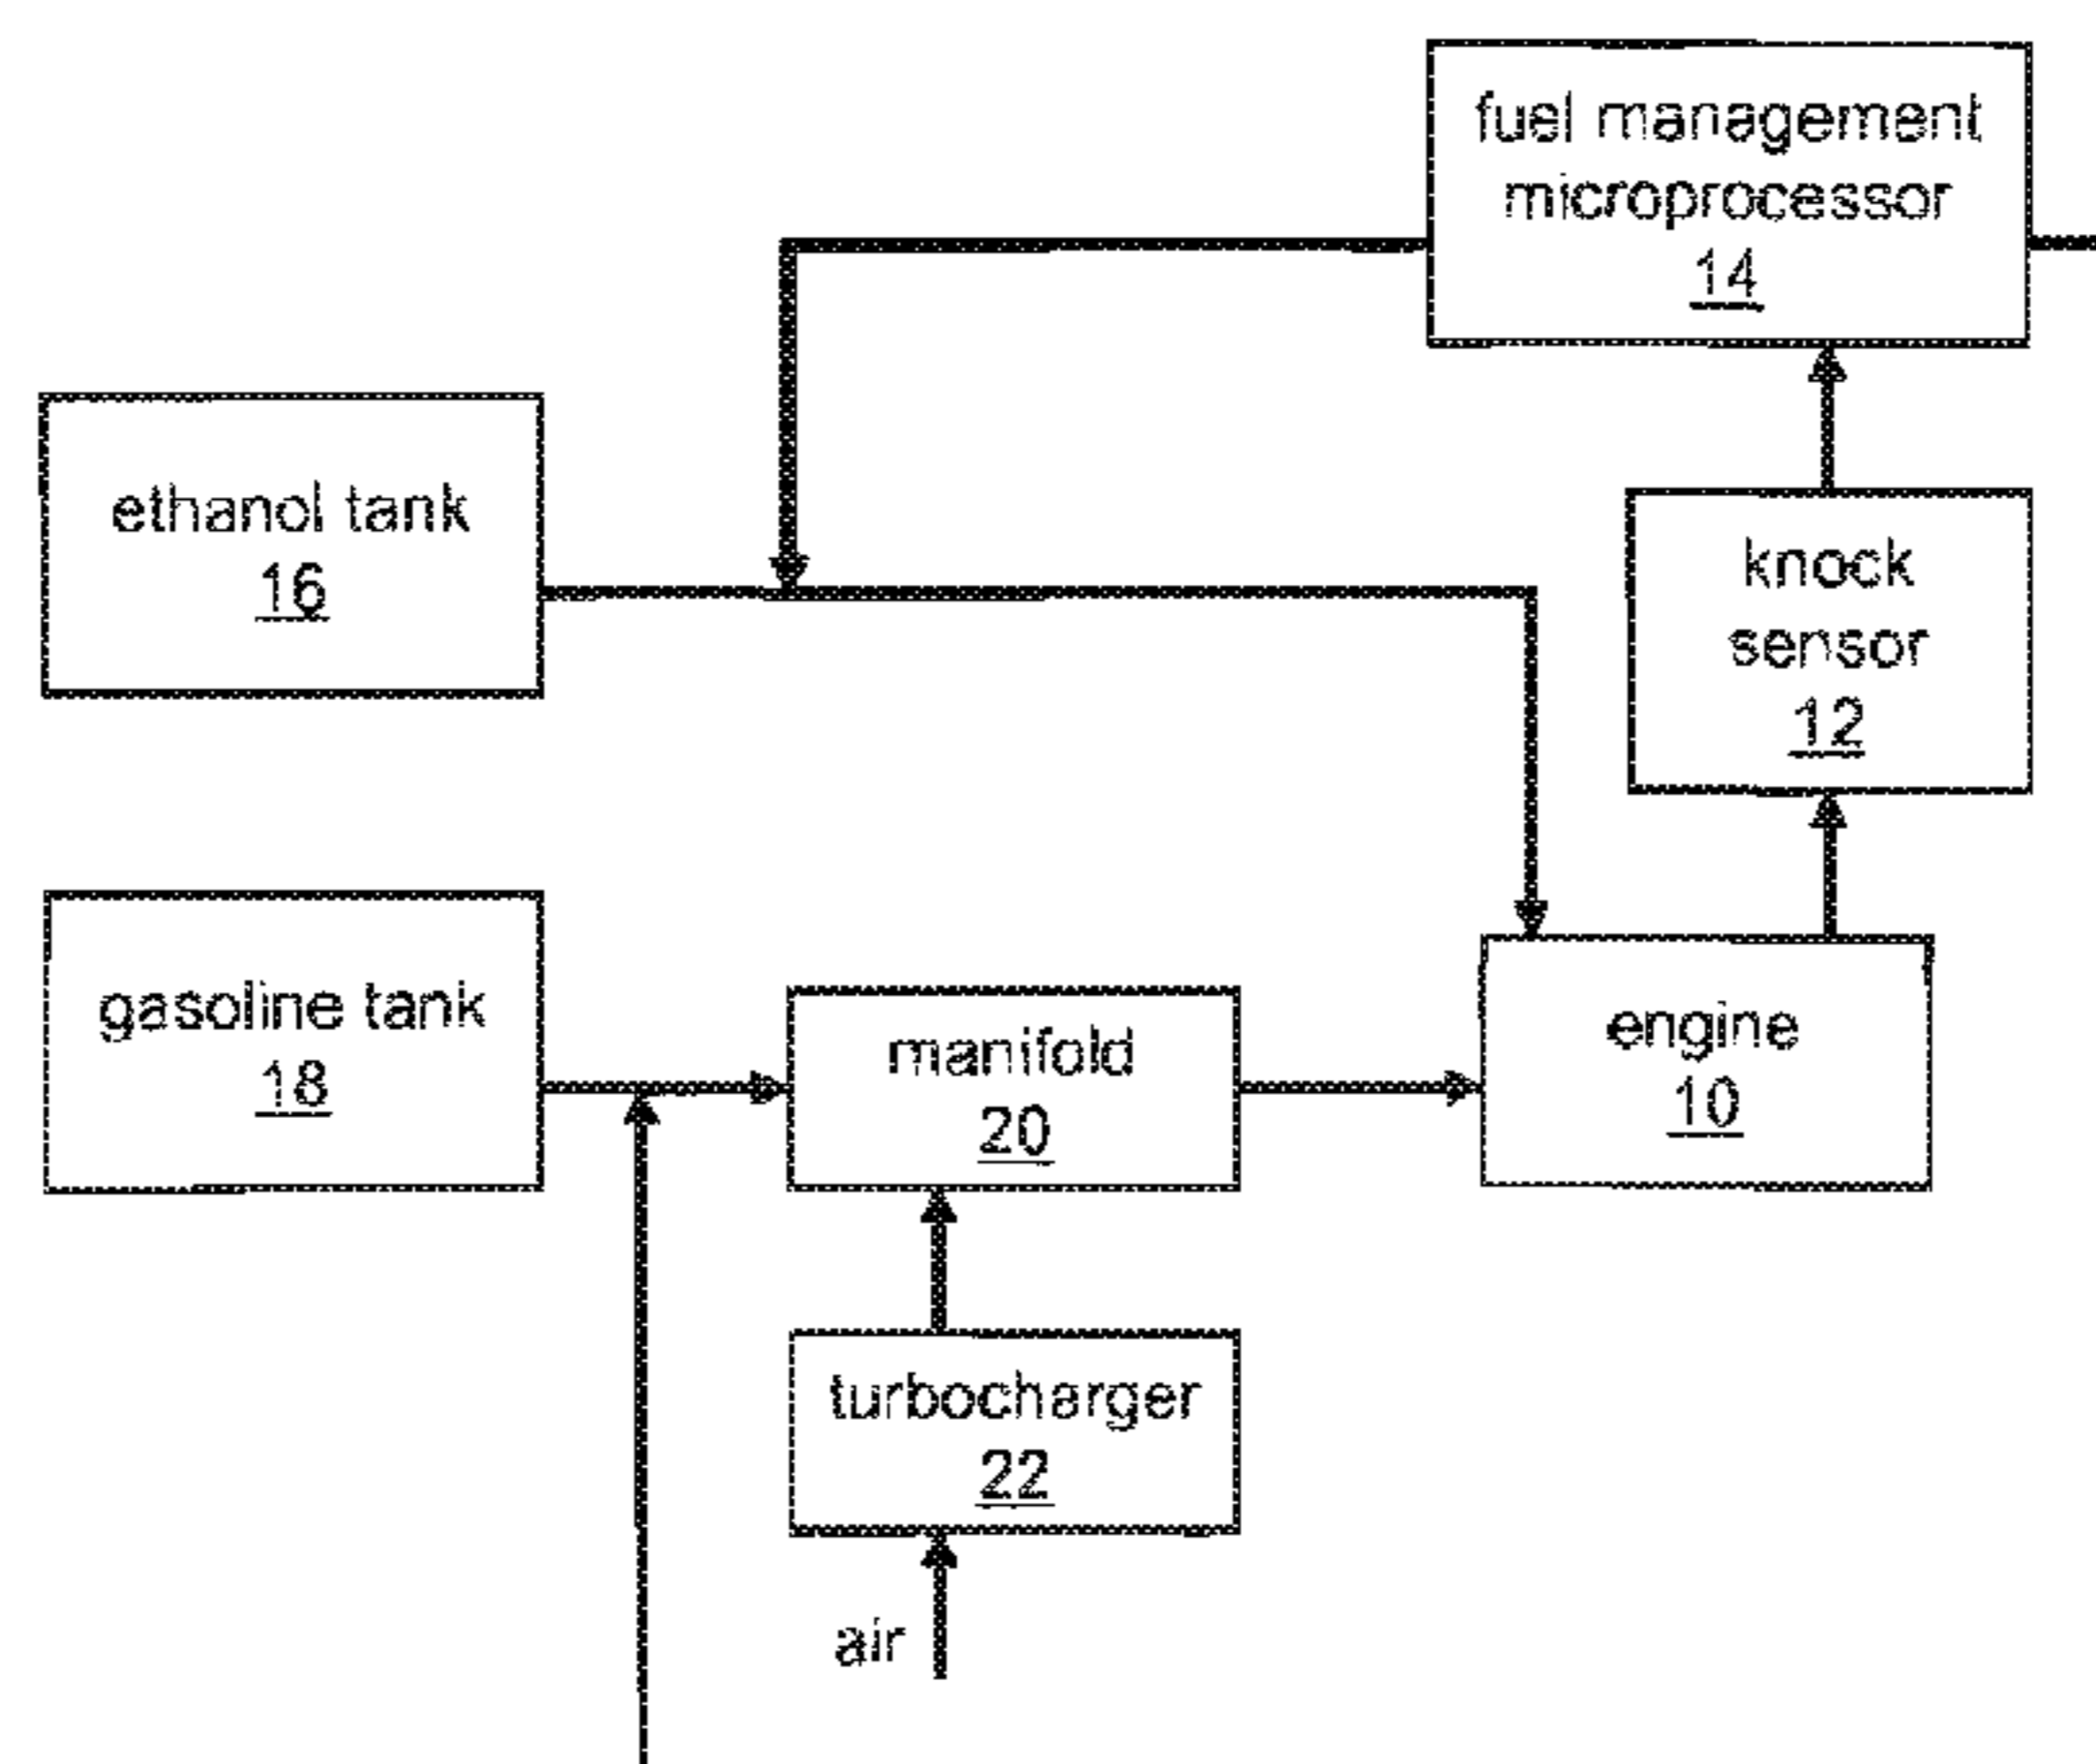 fuel management
microprocessor
14
ethanol tank
16
knock
sensor
12
gasoline tank
18
manifold
20
engine
10
turbocharger
22
air